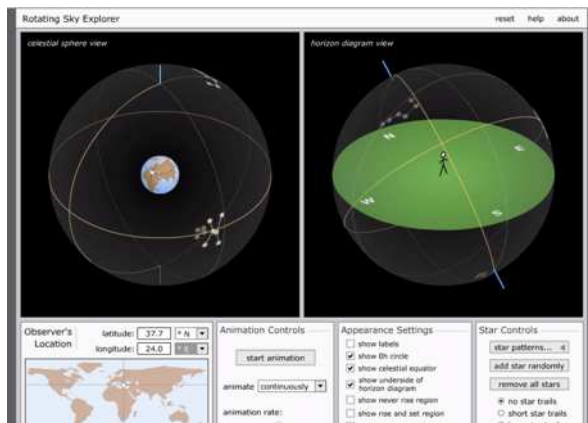 Rotating Sky Explorer
reset help about
celestial sphere view
horizon diagram view
N
E
W
S
Observer's Location
latitude: 37.7 ° N
longitude: 24.0 ° E
Animation Controls
start animation
animate continuously
animation rate:
Appearance Settings
show labels
show 0h circle
show celestial equator
show underside of
horizon diagram
show never rise region
show rise and set region
Star Controls
star patterns... 4
add star randomly
remove all stars
no star trails
short star trails